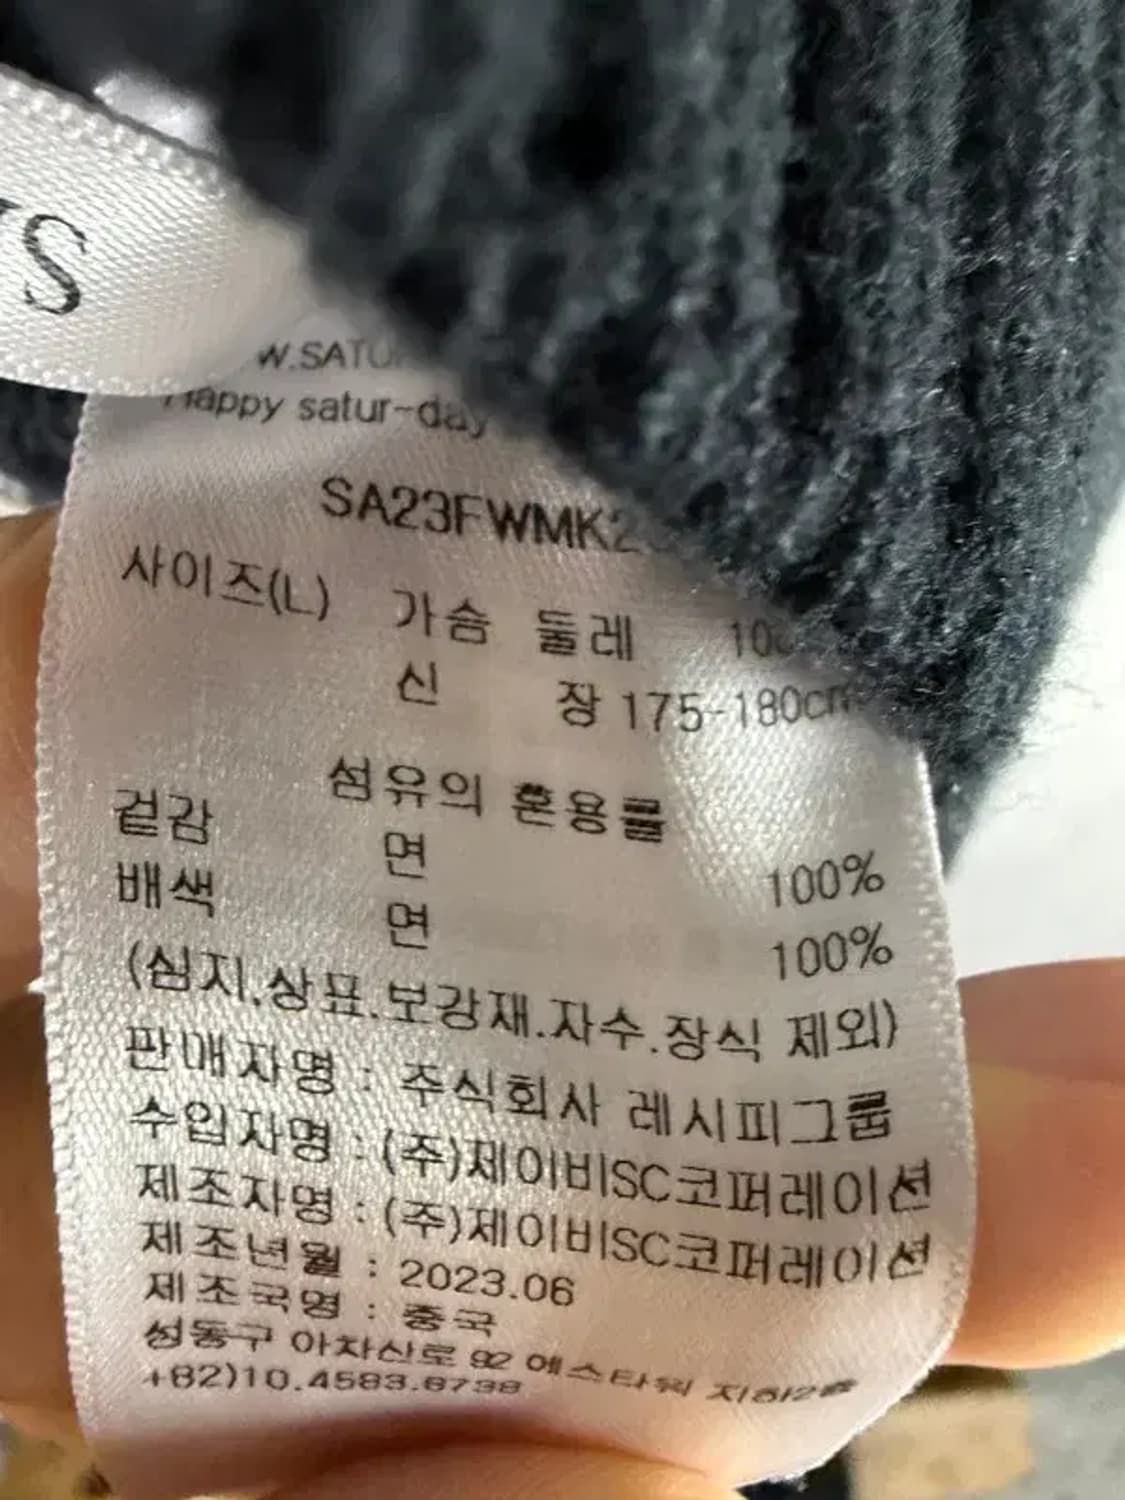 S
W.SATU
Happy satur-day
SA23FWMK2
사이즈(L) 가슴 둘레 10
신 장 175-180cm
섬유의 혼용률
겉감 면 100%
배색 면 100%
(심지.상표.보강재.자수.장식 제외)
판매자명 : 주식회사 레시피그룹
수입자명 : (주)제이비SC코퍼레이션
제조자명 : (주)제이비SC코퍼레이션
제조년월 : 2023.06
제조국명 : 중국
성동구 아차산로 92 에스타워 지하2층
+82)10.4583.8738